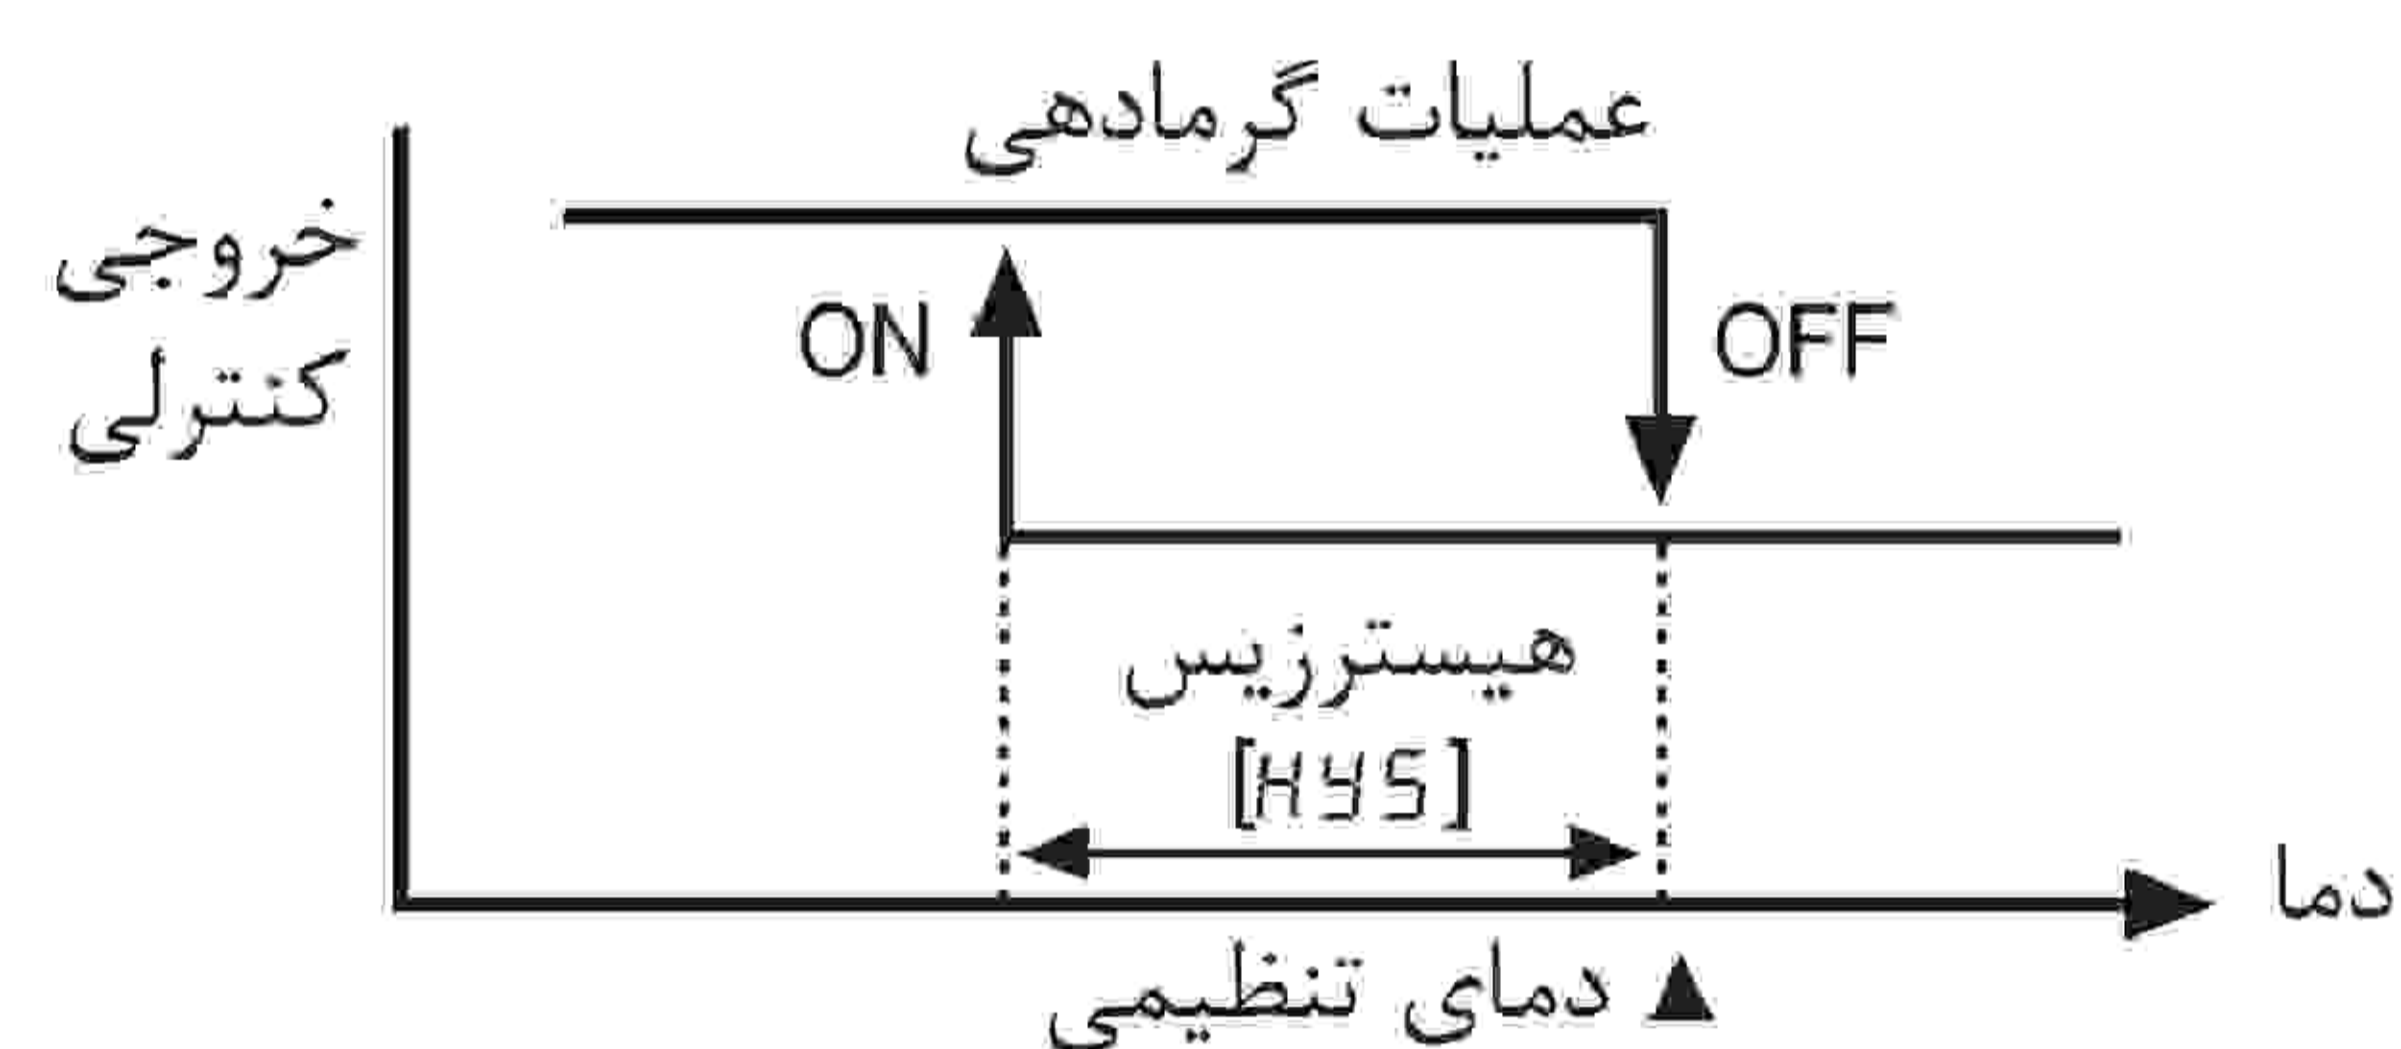 عملیات گرمادهی
خروجی
کنترلی
ON
OFF
هیسترزیس
[HYS]
دما
▲ دمای تنظیمی